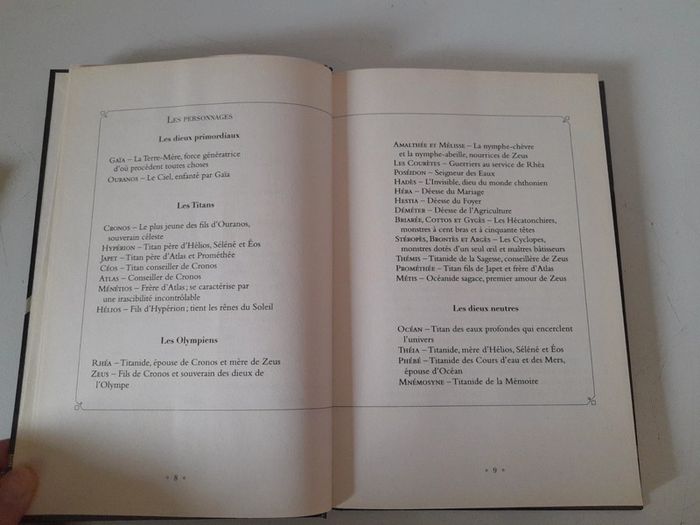 Les personnages
Les dieux primordiaux
Gaïa – La Terre-Mère, force génératrice
d'où procèdent toutes choses
Ouranos – Le Ciel, enfanté par Gaïa
Les Titans
Cronos – Le plus jeune des fils d'Ouranos,
souverain céleste
Hypérion – Titan père d'Hélios, Séléné et Éos
Japet – Titan père d'Atlas et Prométhée
Céos – Titan conseiller de Cronos
Atlas – Conseiller de Cronos
Ménétios – Frère d'Atlas ; se caractérise par
une irascibilité incontrôlable
Hélios – Fils d'Hypérion ; tient les rênes du Soleil
Les Olympiens
Rhéa – Titanide, épouse de Cronos et mère de Zeus
Zeus – Fils de Cronos et souverain des dieux de
l'Olympe
• 8 •
Amalthée et Mélisse – La nymphe-chèvre
et la nymphe-abeille, nourrices de Zeus
Les Courètes – Guerriers au service de Rhéa
Poséidon – Seigneur des Eaux
Hadès – L'Invisible, dieu du monde chthonien
Héra – Déesse du Mariage
Hestia – Déesse du Foyer
Déméter – Déesse de l'Agriculture
Briarée, Cottos et Gygès – Les Hécatonchires,
monstres à cent bras et à cinquante têtes
Stéropès, Brontès et Argès – Les Cyclopes,
monstres dotés d'un seul œil et maîtres bâtisseurs
Thémis – Titanide de la Sagesse, conseillère de Zeus
Prométhée – Titan fils de Japet et frère d'Atlas
Métis – Océanide sagace, premier amour de Zeus
Les dieux neutres
Océan – Titan des eaux profondes qui encerclent
l'univers
Théia – Titanide, mère d'Hélios, Séléné et Éos
Phébé – Titanide des Cours d'eau et des Mers,
épouse d'Océan
Mnémosyne – Titanide de la Mémoire
• 9 •